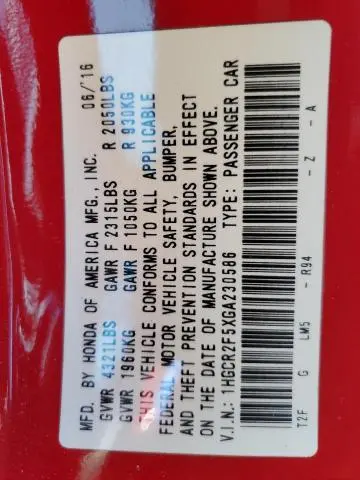 MFD. BY HONDA OF AMERICA MFG., INC. 06/16
GVWR 4321LBS GAWR F 2315LBS R 2050LBS
GVWR 1960KG GAWR F 1050KG R 930KG
THIS VEHICLE CONFORMS TO ALL APPLICABLE
FEDERAL MOTOR VEHICLE SAFETY, BUMPER,
AND THEFT PREVENTION STANDARDS IN EFFECT
ON THE DATE OF MANUFACTURE SHOWN ABOVE.
V.I.N.: 1HGCR2F5XGA230586 TYPE: PASSENGER CAR
T2F G LM5 - R94 - Z - A